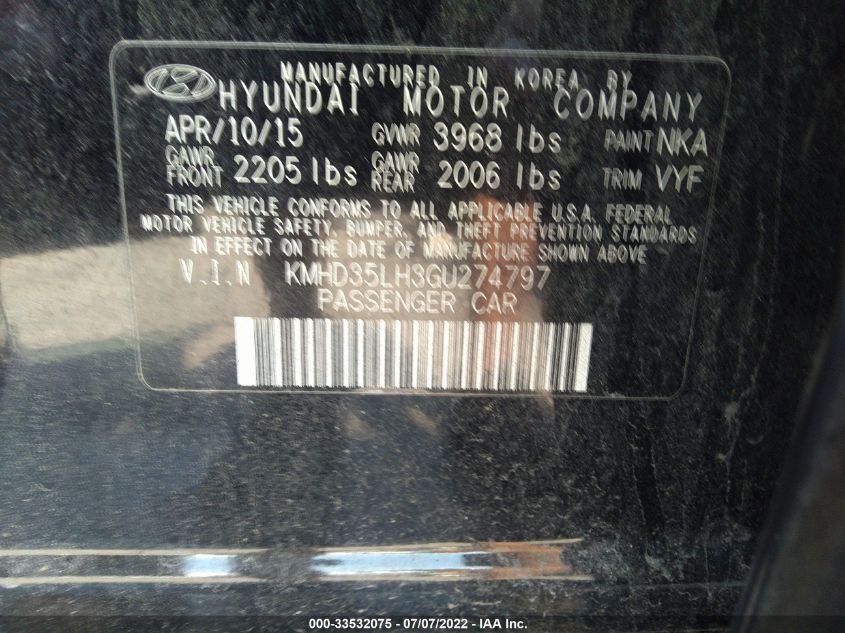 MANUFACTURED IN KOREA BY
HYUNDAI MOTOR COMPANY
APR/10/15 GVWR 3968 lbs PAINT NKA
GAWR FRONT 2205 lbs GAWR REAR 2006 lbs TRIM VYF
THIS VEHICLE CONFORMS TO ALL APPLICABLE U.S.A. FEDERAL
MOTOR VEHICLE SAFETY, BUMPER, AND THEFT PREVENTION STANDARDS
IN EFFECT ON THE DATE OF MANUFACTURE SHOWN ABOVE
V.I.N KMHD35LH3GU274797
PASSENGER CAR
000-33532075 - 07/07/2022 - IAA Inc.